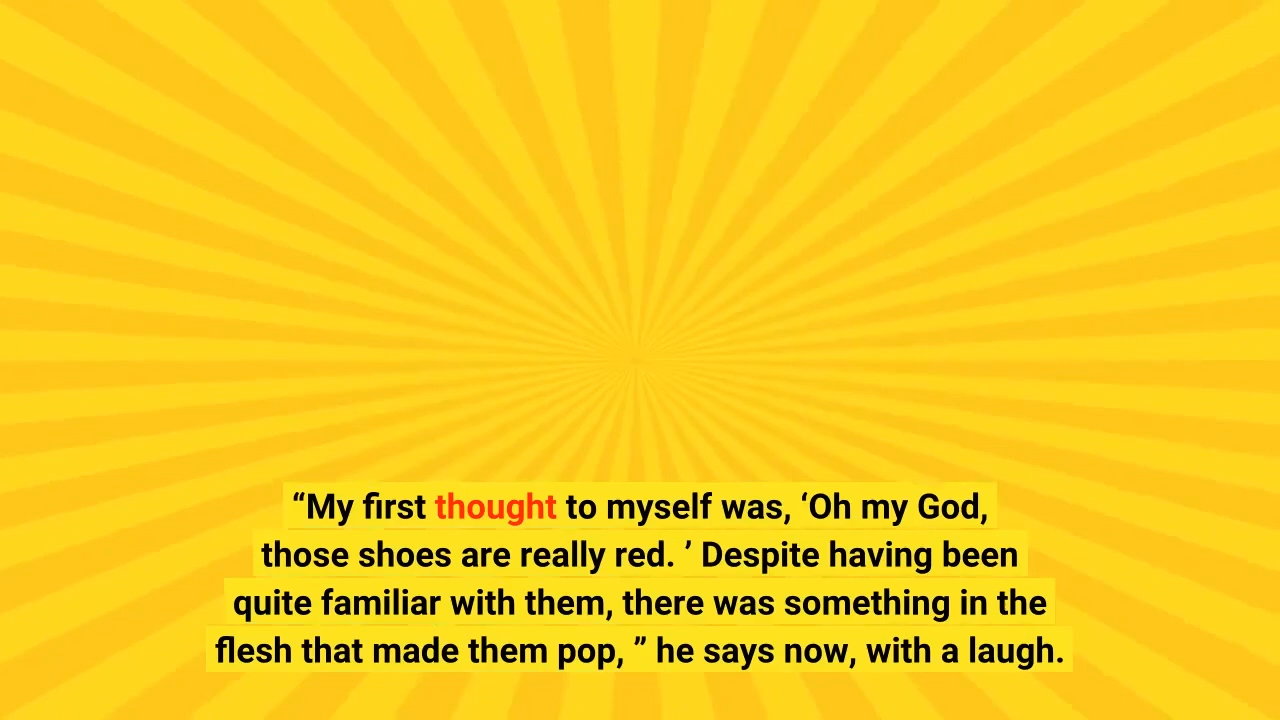 “My first thought to myself was, ‘Oh my God,
those shoes are really red. ’ Despite having been
quite familiar with them, there was something in the
flesh that made them pop, ” he says now, with a laugh.